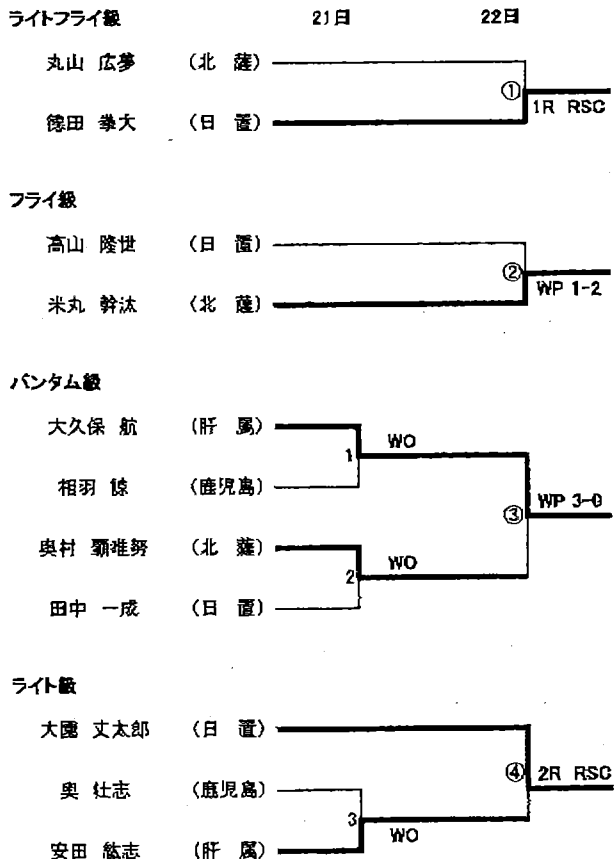 ライトフライ級 21日 22日
丸山 広夢 (北 薩)
①
1R RSC
徳田 拳大 (日 置)
フライ級
高山 隆世 (日 置)
②
WP 1-2
米丸 幹汰 (北 薩)
バンタム級
大久保 航 (肝 属)
1 WO
相羽 諒 (鹿児島)
③ WP 3-0
奥村 覇唯努 (北 薩)
2 WO
田中 一成 (日 置)
ライト級
大園 丈太郎 (日 置)
④ 2R RSC
奥 壮志 (鹿児島)
3 WO
安田 紘志 (肝 属)